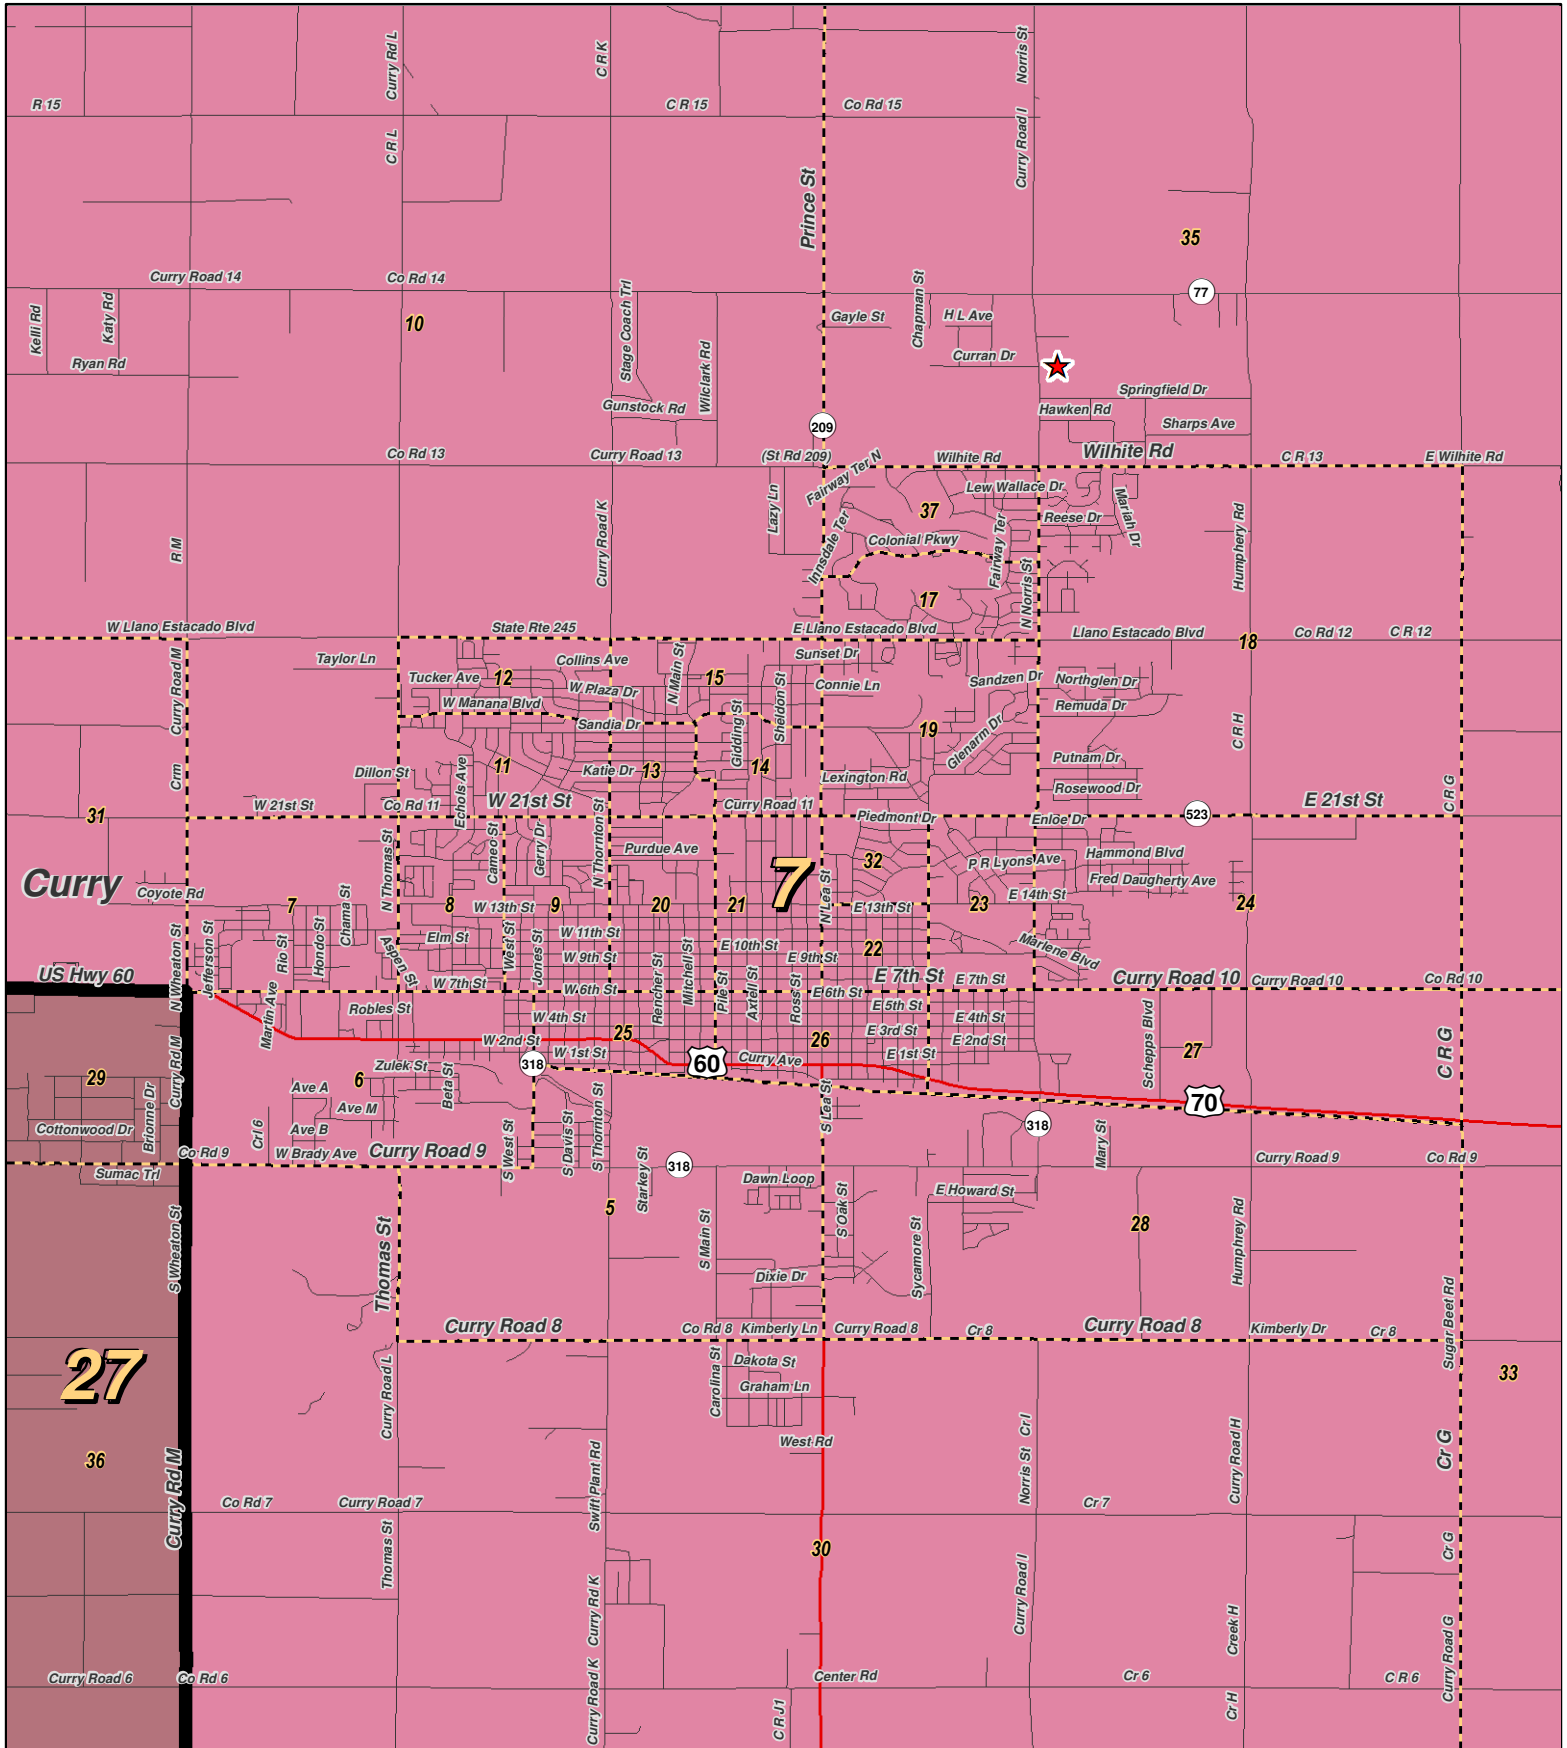 Curry Rd L
C R K
Norris St
R 15
C R 15
Co Rd 15
C R L
Curry Road I
Prince St
35
Curry Road 14
Co Rd 14
77
Kelli Rd
Katy Rd
10
Stage Coach Trl
Gayle St
Chapman St
H L Ave
Ryan Rd
Wilclark Rd
Curran Dr
Springfield Dr
Gunstock Rd
Hawken Rd
209
Sharps Ave
Co Rd 13
Curry Road 13
(St Rd 209)
Wilhite Rd
Wilhite Rd
C R 13
E Wilhite Rd
Fairway Ter N
Lew Wallace Dr
Lazy Ln
37
Mariah Dr
Reese Dr
R M
Curry Road K
Innsdale Ter
Colonial Pkwy
Fairway Ter
Humphery Rd
17
N Norris St
W Llano Estacado Blvd
State Rte 245
E Llano Estacado Blvd
Llano Estacado Blvd
18
Co Rd 12
C R 12
Curry Road M
Taylor Ln
Collins Ave
N Main St
Sunset Dr
Tucker Ave
12
15
W Plaza Dr
Connie Ln
Sandzen Dr
Northglen Dr
W Manana Blvd
Sheldon St
Remuda Dr
Sandia Dr
Gidding St
19
Glenarm Dr
C R H
Crm
Dillon St
Echols Ave
11
Katie Dr
13
14
Lexington Rd
Putnam Dr
Rosewood Dr
C R G
W 21st St
Co Rd 11
W 21st St
Curry Road 11
E 21st St
31
Piedmont Dr
Enloe Dr
523
N Thomas St
Cameo St
Gerry Dr
N Thornton St
Purdue Ave
7
32
P R Lyons Ave
Hammond Blvd
Curry
Coyote Rd
Fred Daugherty Ave
N Lea St
E 14th St
7
Chama St
8
W 13th St
9
20
21
E 13th St
23
24
N Wheaton St
Jefferson St
Rio St
Hondo St
Aspen St
Elm St
West St
Jones St
W 11th St
E 10th St
22
Marlene Blvd
W 9th St
Mitchell St
E 9th St
US Hwy 60
W 7th St
E 7th St
E 7th St
Curry Road 10
Curry Road 10
Co Rd 10
Rencher St
Pile St
Axtell St
Ross St
W 6th St
E 6th St
Martin Ave
Robles St
W 4th St
E 5th St
E 4th St
Schepps Blvd
25
26
E 3rd St
Curry Rd M
W 2nd St
E 2nd St
27
C R G
W 1st St
60
Curry Ave
E 1st St
Zulek St
318
29
6
Beta St
Ave A
70
Brionne Dr
Ave M
S Lea St
Cottonwood Dr
Crl 6
Ave B
S West St
S Davis St
S Thornton St
318
Mary St
Co Rd 9
W Brady Ave
Curry Road 9
318
Curry Road 9
Co Rd 9
Sumac Trl
Starkey St
Dawn Loop
E Howard St
5
S Oak St
28
S Wheaton St
Thomas St
S Main St
Sycamore St
Humphrey Rd
Dixie Dr
Curry Road 8
Co Rd 8
Kimberly Ln
Curry Road 8
Cr 8
Curry Road 8
Kimberly Dr
Cr 8
Sugar Beet Rd
27
Curry Road L
Carolina St
Dakota St
33
Graham Ln
Cr I
Curry Road H
Cr G
West Rd
36
Curry Rd M
Swift Plant Rd
Norris St
Co Rd 7
Curry Road 7
Cr 7
30
Cr G
Thomas St
Curry Rd K
Curry Road I
Creek H
Curry Road G
Curry Road 6
Co Rd 6
Curry Road K
Center Rd
Cr 6
C R 6
C R J1
Cr H